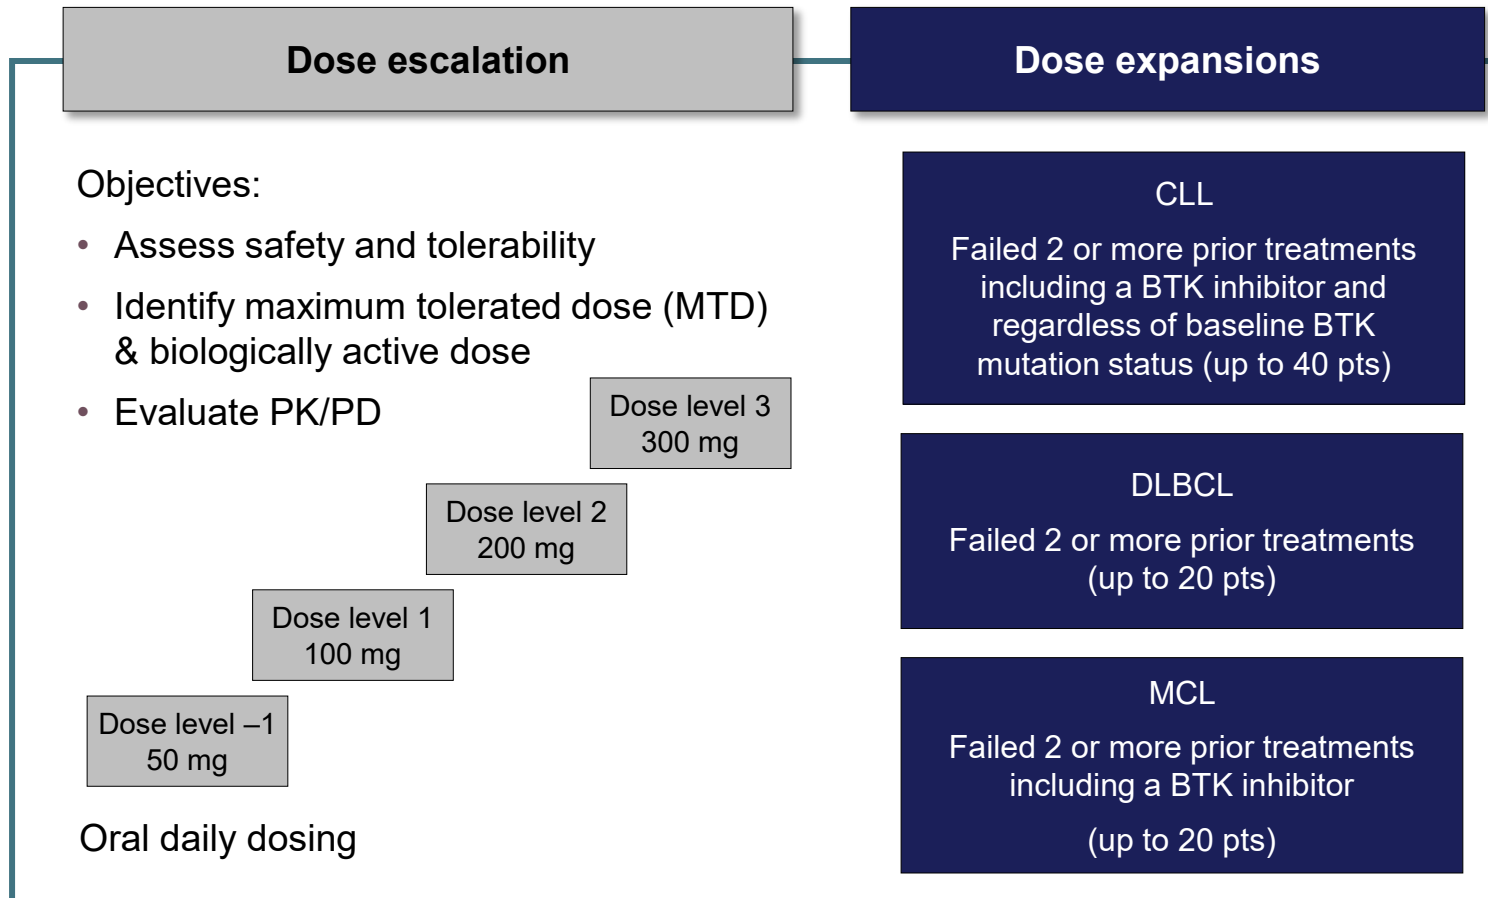 Dose escalation
Objectives:
• Assess safety and tolerability
• Identify maximum tolerated dose (MTD)
& biologically active dose
• Evaluate PK/PD
Dose level 3
300 mg
Dose level 2
200 mg
Dose level 1
100 mg
Dose level –1
50 mg
Oral daily dosing
Dose expansions
CLL
Failed 2 or more prior treatments
including a BTK inhibitor and
regardless of baseline BTK
mutation status (up to 40 pts)
DLBCL
Failed 2 or more prior treatments
(up to 20 pts)
MCL
Failed 2 or more prior treatments
including a BTK inhibitor
(up to 20 pts)